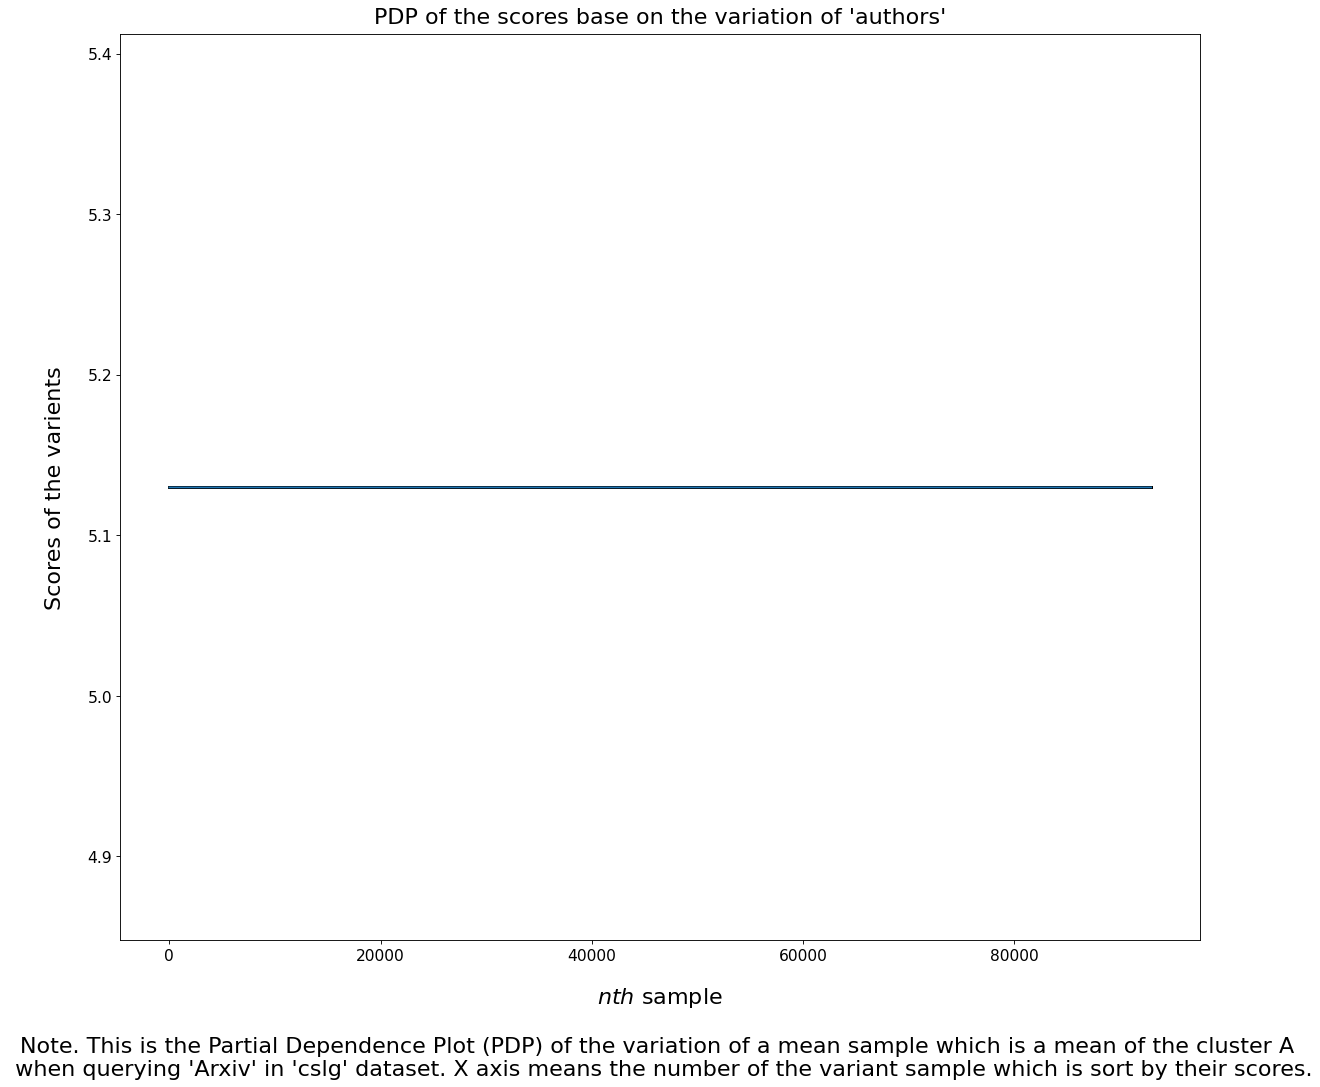 PDP of the scores base on the variation of 'authors'
5.4
5.3
5.2
5.1
5.0
4.9
Scores of the varients
0 20000 40000 60000 80000
nth sample
Note. This is the Partial Dependence Plot (PDP) of the variation of a mean sample which is a mean of the cluster A
when querying 'Arxiv' in 'cslg' dataset. X axis means the number of the variant sample which is sort by their scores.